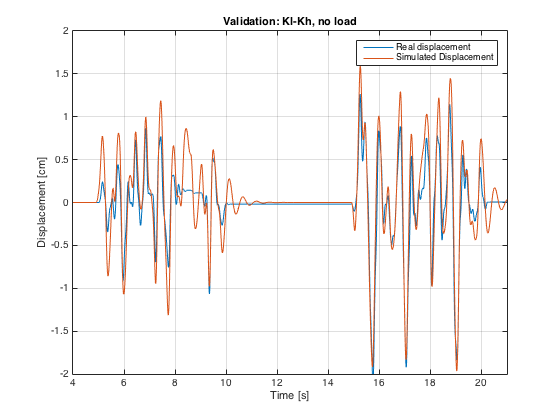 Validation: Kl-Kh, no load
Real displacement
Simulated Displacement
2
1.5
1
0.5
0
-0.5
-1
-1.5
-2
Displacement [cm]
4 6 8 10 12 14 16 18 20
Time [s]